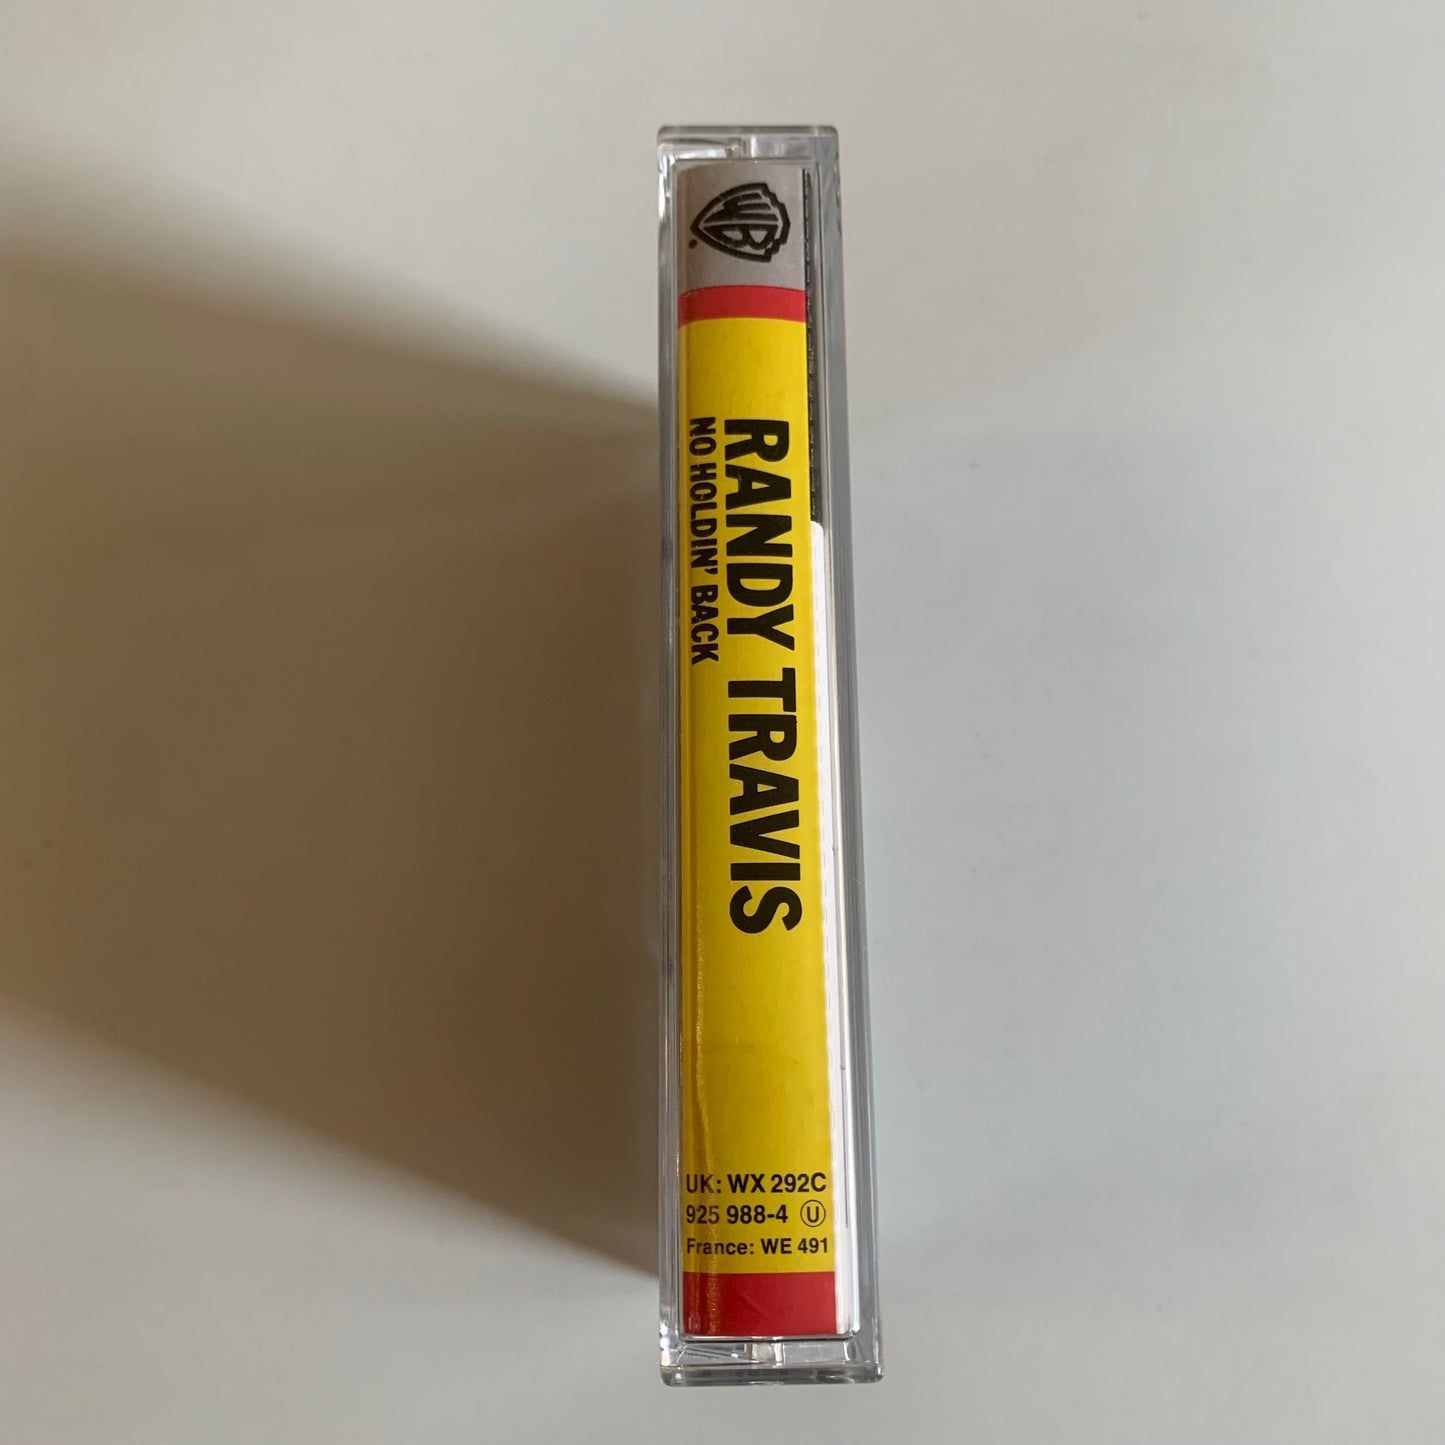 WB
RANDY TRAVIS
NO HOLDIN' BACK
UK: WX 292C
925 988-4 Ⓤ
France: WE 491